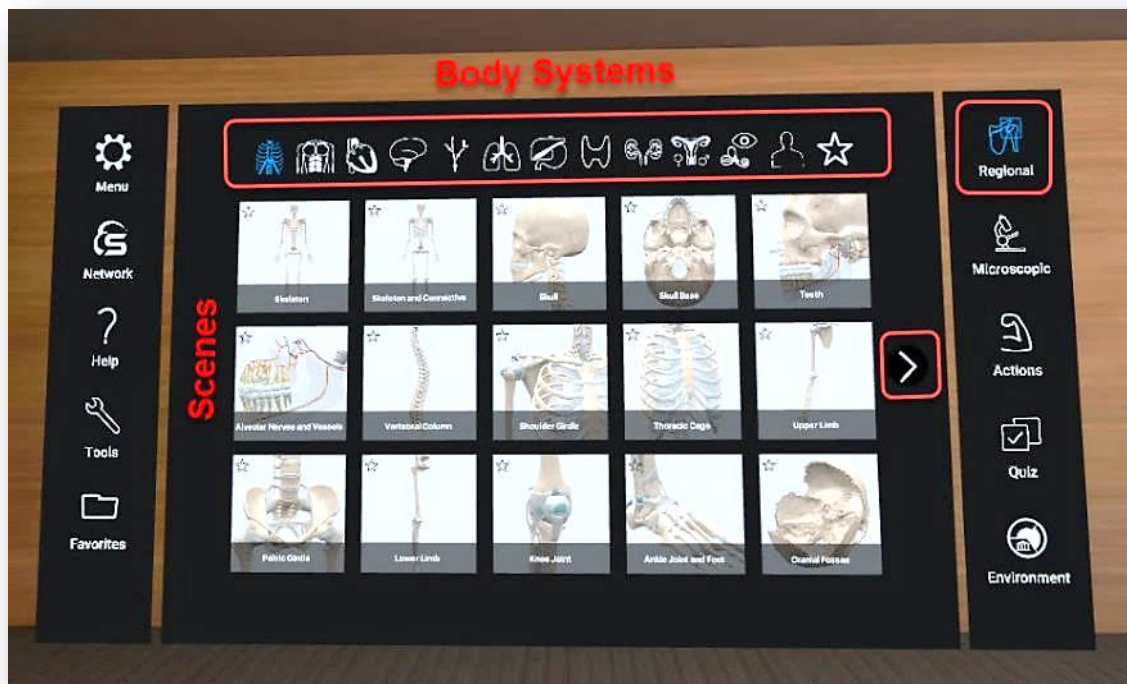 Body Systems
Scenes
Menu
Network
Help
Tools
Favorites
Skeleton
Skeleton and Connective
Skull
Skull Base
Teeth
Alveolar Nerves and Vessels
Vertebral Column
Shoulder Girdle
Thoracic Cage
Upper Limb
Pelvic Girdle
Lower Limb
Knee Joint
Ankle Joint and Foot
Cranial Fossae
Regional
Microscopic
Actions
Quiz
Environment